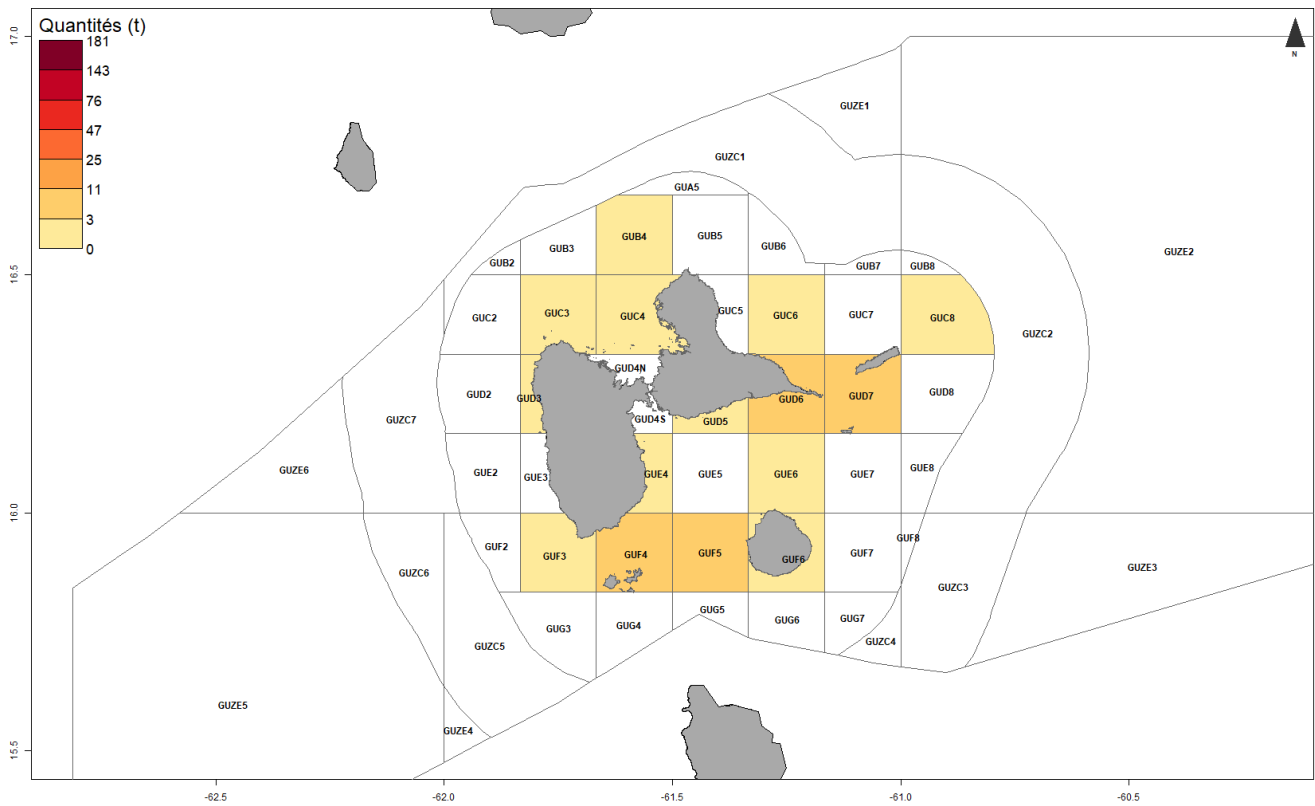 Quantités (t)
181
143
76
47
25
11
3
0
N
17.0
16.5
16.0
15.5
GUZE1
GUZC1
GUA5
GUB4
GUB5
GUB3
GUB6
GUB2
GUB7
GUB8
GUZE2
GUC2
GUC3
GUC4
GUC5
GUC6
GUC7
GUC8
GUZC2
GUD4N
GUD2
GUD3
GUD6
GUD7
GUD8
GUZC7
GUD4S
GUD5
GUZE6
GUE2
GUE3
GUE4
GUE5
GUE6
GUE7
GUE8
GUF2
GUF3
GUF4
GUF5
GUF6
GUF7
GUF8
GUZE3
GUZC6
GUZC3
GUG3
GUG4
GUG5
GUG6
GUG7
GUZC4
GUZC5
GUZE5
GUZE4
-62.5
-62.0
-61.5
-61.0
-60.5